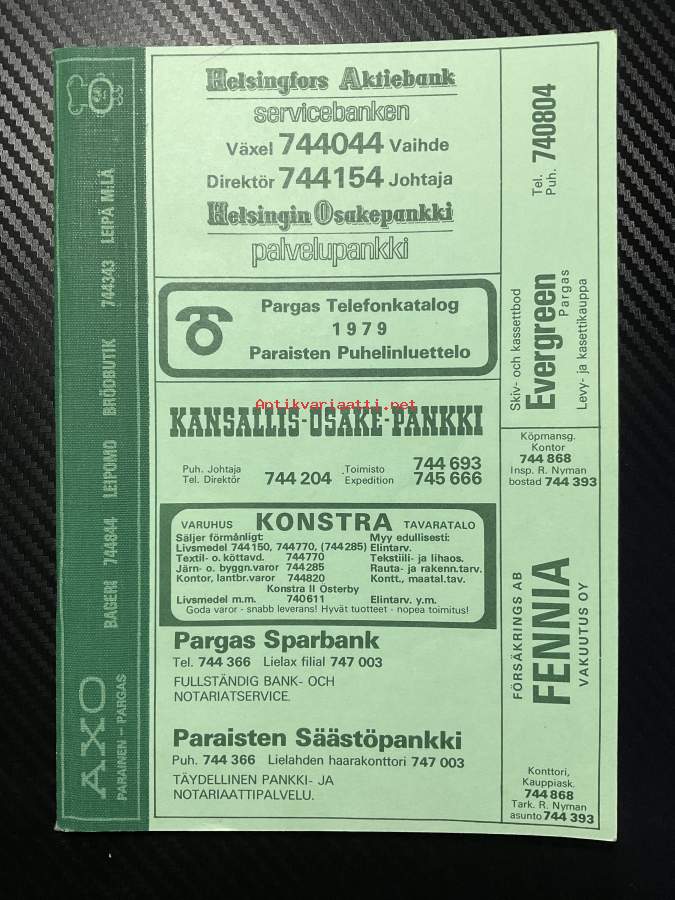 Helsingfors Aktiebank
servicebanken
Växel 744044 Vaihde
Direktör 744154 Johtaja
Helsingin Osakepankki
palvelupankki
Pargas Telefonkatalog
1979
Paraisten Puhelinluettelo
Antikvariaatti.net
KANSALLIS-OSAKE-PANKKI
Puh. Johtaja
Tel. Direktör 744 204
Toimisto 744 693
Expedition 745 666
VARUHUS KONSTRA TAVARATALO
Säljer förmånligt: Myy edullisesti:
Livsmedel 744150, 744770, (744285) Elintarv.
Textil- o. köttavd. 744770 Tekstiili- ja lihaos.
Järn- o. byggn.varor 744285 Rauta- ja rakenn.tarv.
Kontor, lantbr.varor 744820 Kontt., maatal.tav.
Konstra II Österby
Livsmedel m.m. 740611 Elintarv. y.m.
Goda varor - snabb leverans! Hyvät tuotteet - nopea toimitus!
Pargas Sparbank
Tel. 744 366 Lielax filial 747 003
FULLSTÄNDIG BANK- OCH
NOTARIATSERVICE.
Paraisten Säästöpankki
Puh. 744 366 Lielahden haarakonttori 747 003
TÄYDELLINEN PANKKI- JA
NOTARIAATTIPALVELU.
Skiv- och kassettbod
Evergreen
Pargas
Levy- ja kasettikauppa
Tel.
Puh. 740804
Köpmansg.
Kontor
744 868
Insp. R. Nyman
bostad 744 393
FÖRSÄKRINGS AB
FENNIA
VAKUUTUS OY
Konttori,
Kauppiask.
744 868
Tark. R. Nyman
asunto 744 393
AXO
PARAINEN – PARGAS
BAGERI 744844 LEIPOMO BRÖDBUTIK 744343 LEIPÄ M:LÄ